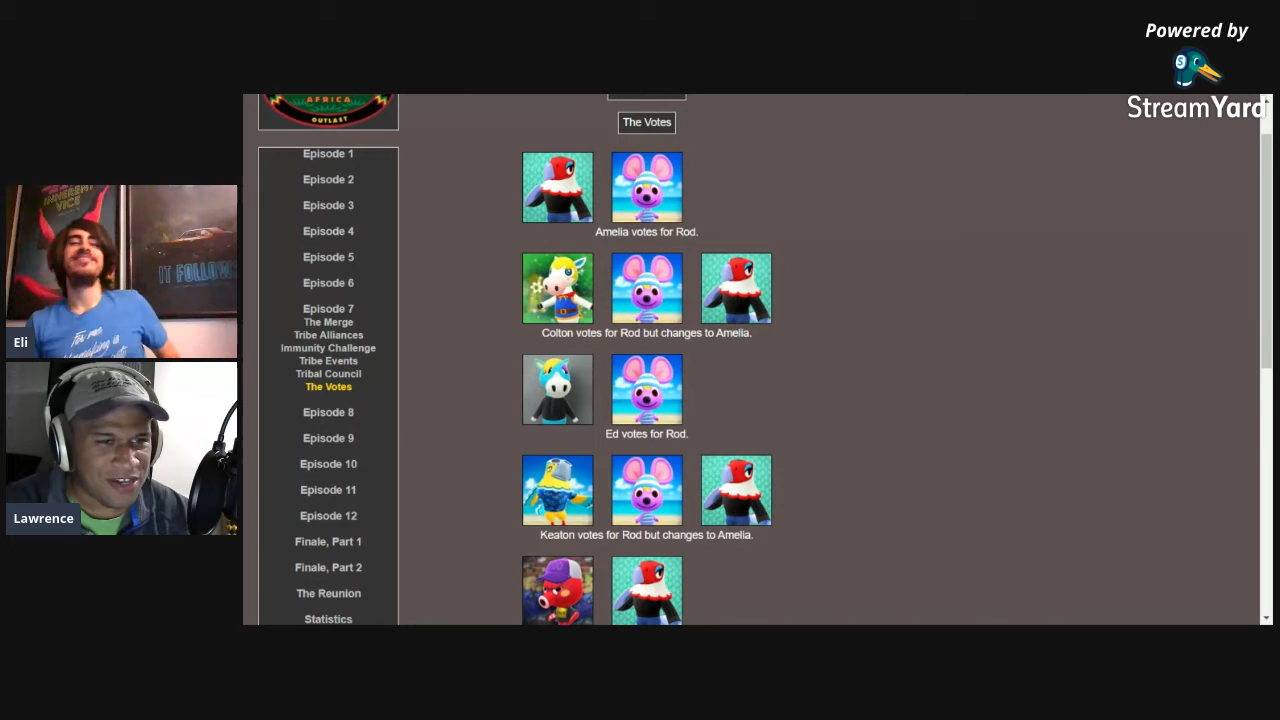 Powered by
StreamYard
AFRICA
OUTLAST
The Votes
Episode 1
Episode 2
Episode 3
Episode 4
Episode 5
Episode 6
Episode 7
The Merge
Tribe Alliances
Immunity Challenge
Tribe Events
Tribal Council
The Votes
Episode 8
Episode 9
Episode 10
Episode 11
Episode 12
Finale, Part 1
Finale, Part 2
The Reunion
Statistics
Amelia votes for Rod.
Colton votes for Rod but changes to Amelia.
Ed votes for Rod.
Keaton votes for Rod but changes to Amelia.
INHERENT
VICE
IT FOLLOWS
Eli
Lawrence